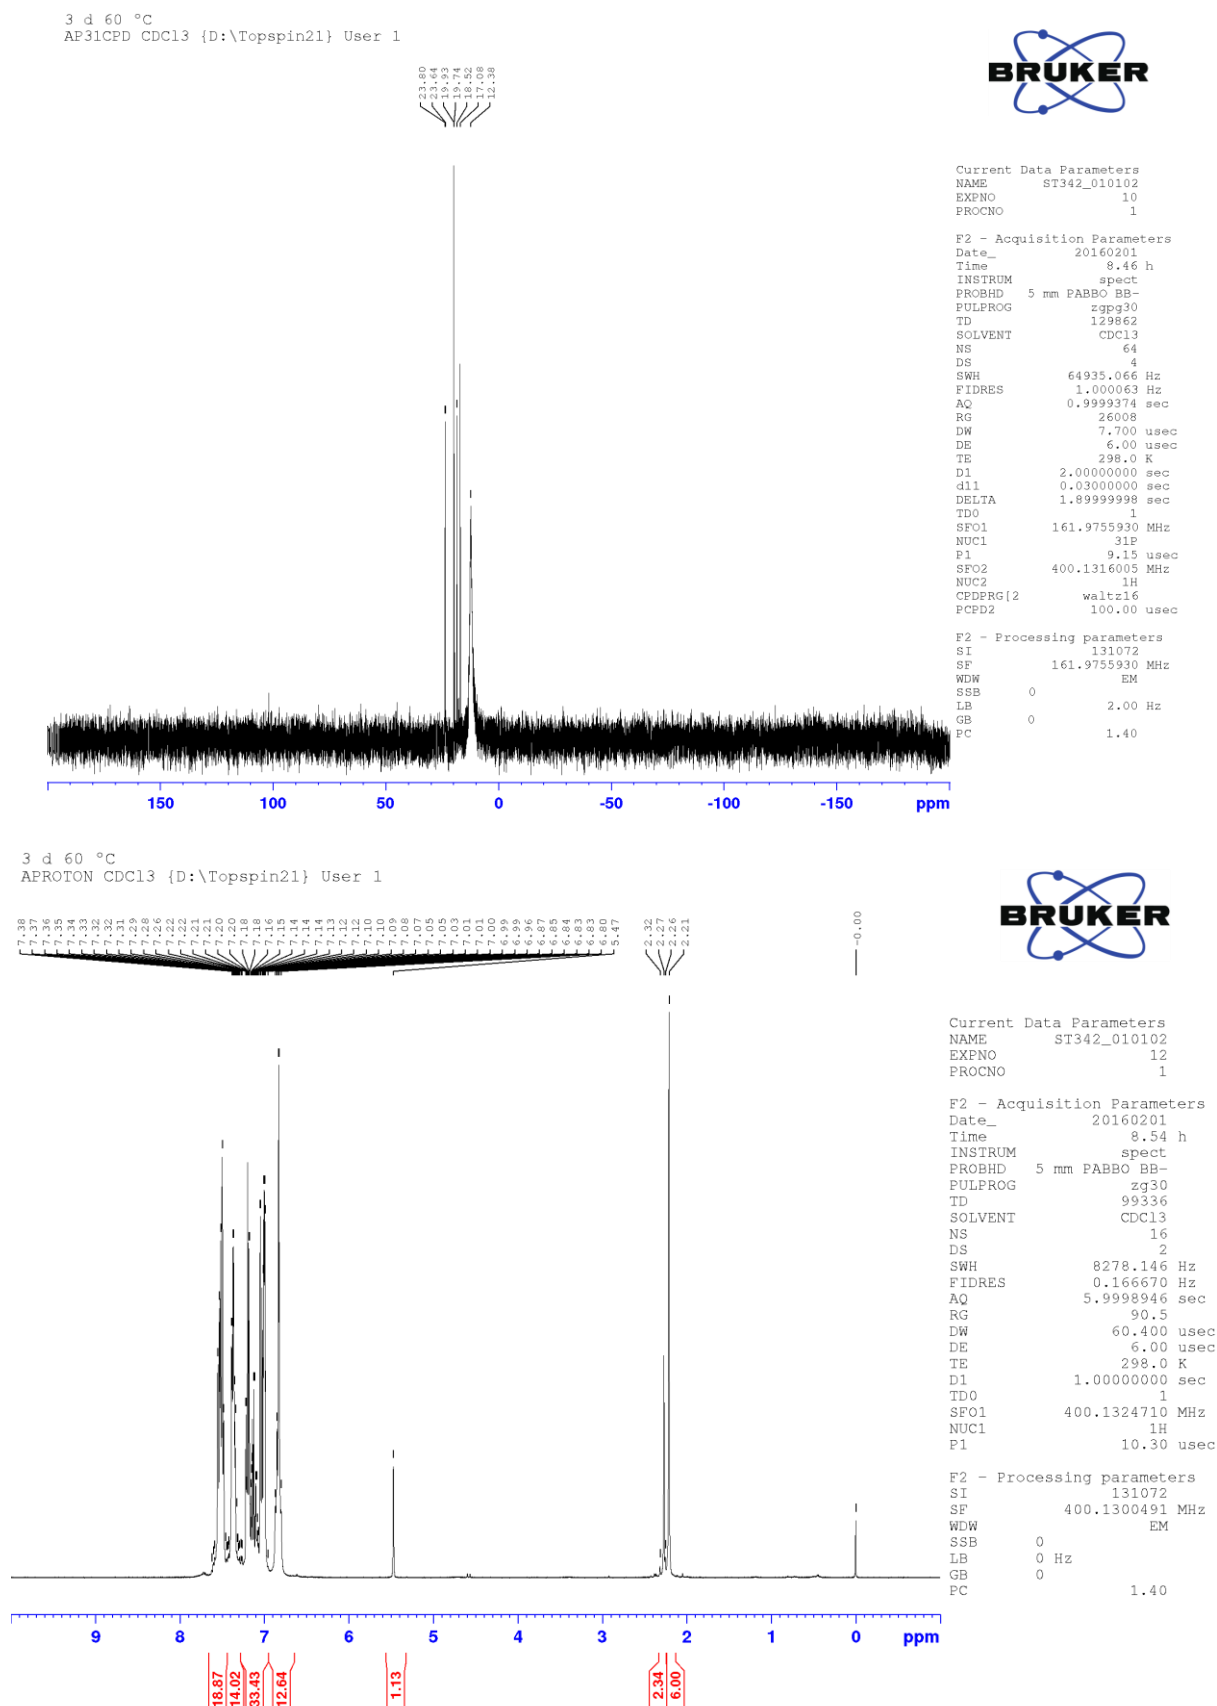 3 d 60 °C
AP31CPD CDCl3 {D:\Topspin21} User 1
23.80
23.64
19.93
19.74
18.52
17.08
12.38
BRUKER
Current Data Parameters
NAME ST342_010102
EXPNO 10
PROCNO 1
F2 - Acquisition Parameters
Date_ 20160201
Time 8.46 h
INSTRUM spect
PROBHD 5 mm PABBO BB-
PULPROG zgpg30
TD 129862
SOLVENT CDCl3
NS 64
DS 4
SWH 64935.066 Hz
FIDRES 1.000063 Hz
AQ 0.9999374 sec
RG 26008
DW 7.700 usec
DE 6.00 usec
TE 298.0 K
D1 2.00000000 sec
d11 0.03000000 sec
DELTA 1.89999998 sec
TD0 1
SFO1 161.9755930 MHz
NUC1 31P
P1 9.15 usec
SFO2 400.1316005 MHz
NUC2 1H
CPDPRG[2 waltz16
PCPD2 100.00 usec
F2 - Processing parameters
SI 131072
SF 161.9755930 MHz
WDW EM
SSB 0
LB 2.00 Hz
GB 0
PC 1.40
150 100 50 0 -50 -100 -150 ppm
3 d 60 °C
APROTON CDCl3 {D:\Topspin21} User 1
7.38
7.37
7.36
7.35
7.34
7.33
7.32
7.32
7.31
7.29
7.28
7.26
7.22
7.22
7.21
7.21
7.20
7.20
7.18
7.18
7.16
7.15
7.14
7.14
7.14
7.13
7.12
7.12
7.10
7.10
7.09
7.08
7.07
7.05
7.05
7.03
7.01
7.01
7.00
6.99
6.99
6.96
6.87
6.85
6.84
6.83
6.83
6.80
5.47
2.32
2.27
2.26
2.21
-0.00
BRUKER
Current Data Parameters
NAME ST342_010102
EXPNO 12
PROCNO 1
F2 - Acquisition Parameters
Date_ 20160201
Time 8.54 h
INSTRUM spect
PROBHD 5 mm PABBO BB-
PULPROG zg30
TD 99336
SOLVENT CDCl3
NS 16
DS 2
SWH 8278.146 Hz
FIDRES 0.166670 Hz
AQ 5.9998946 sec
RG 90.5
DW 60.400 usec
DE 6.00 usec
TE 298.0 K
D1 1.00000000 sec
TD0 1
SFO1 400.1324710 MHz
NUC1 1H
P1 10.30 usec
F2 - Processing parameters
SI 131072
SF 400.1300491 MHz
WDW EM
SSB 0
LB 0 Hz
GB 0
PC 1.40
9 8 7 6 5 4 3 2 1 0 ppm
18.87
14.02
33.43
12.64
1.13
2.34
6.00